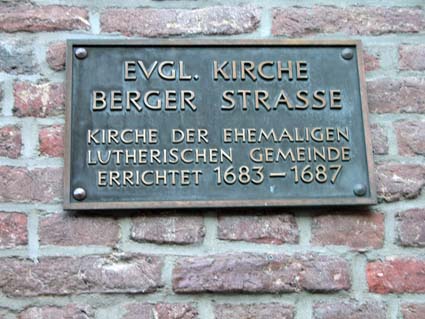 EVGL. KIRCHE
BERGER STRASSE
KIRCHE DER EHEMALIGEN
LUTHERISCHEN GEMEINDE
ERRICHTET 1683–1687